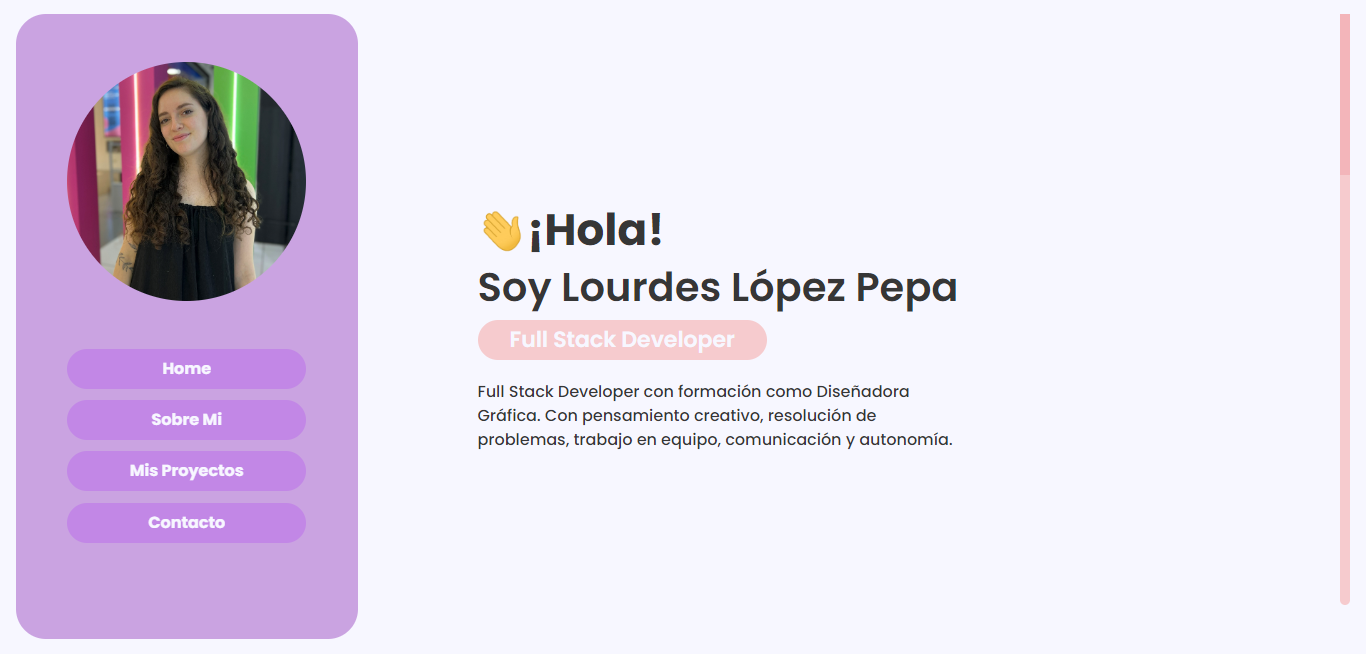 Home
Sobre Mi
Mis Proyectos
Contacto
👋¡Hola!
Soy Lourdes López Pepa
Full Stack Developer
Full Stack Developer con formación como Diseñadora
Gráfica. Con pensamiento creativo, resolución de
problemas, trabajo en equipo, comunicación y autonomía.